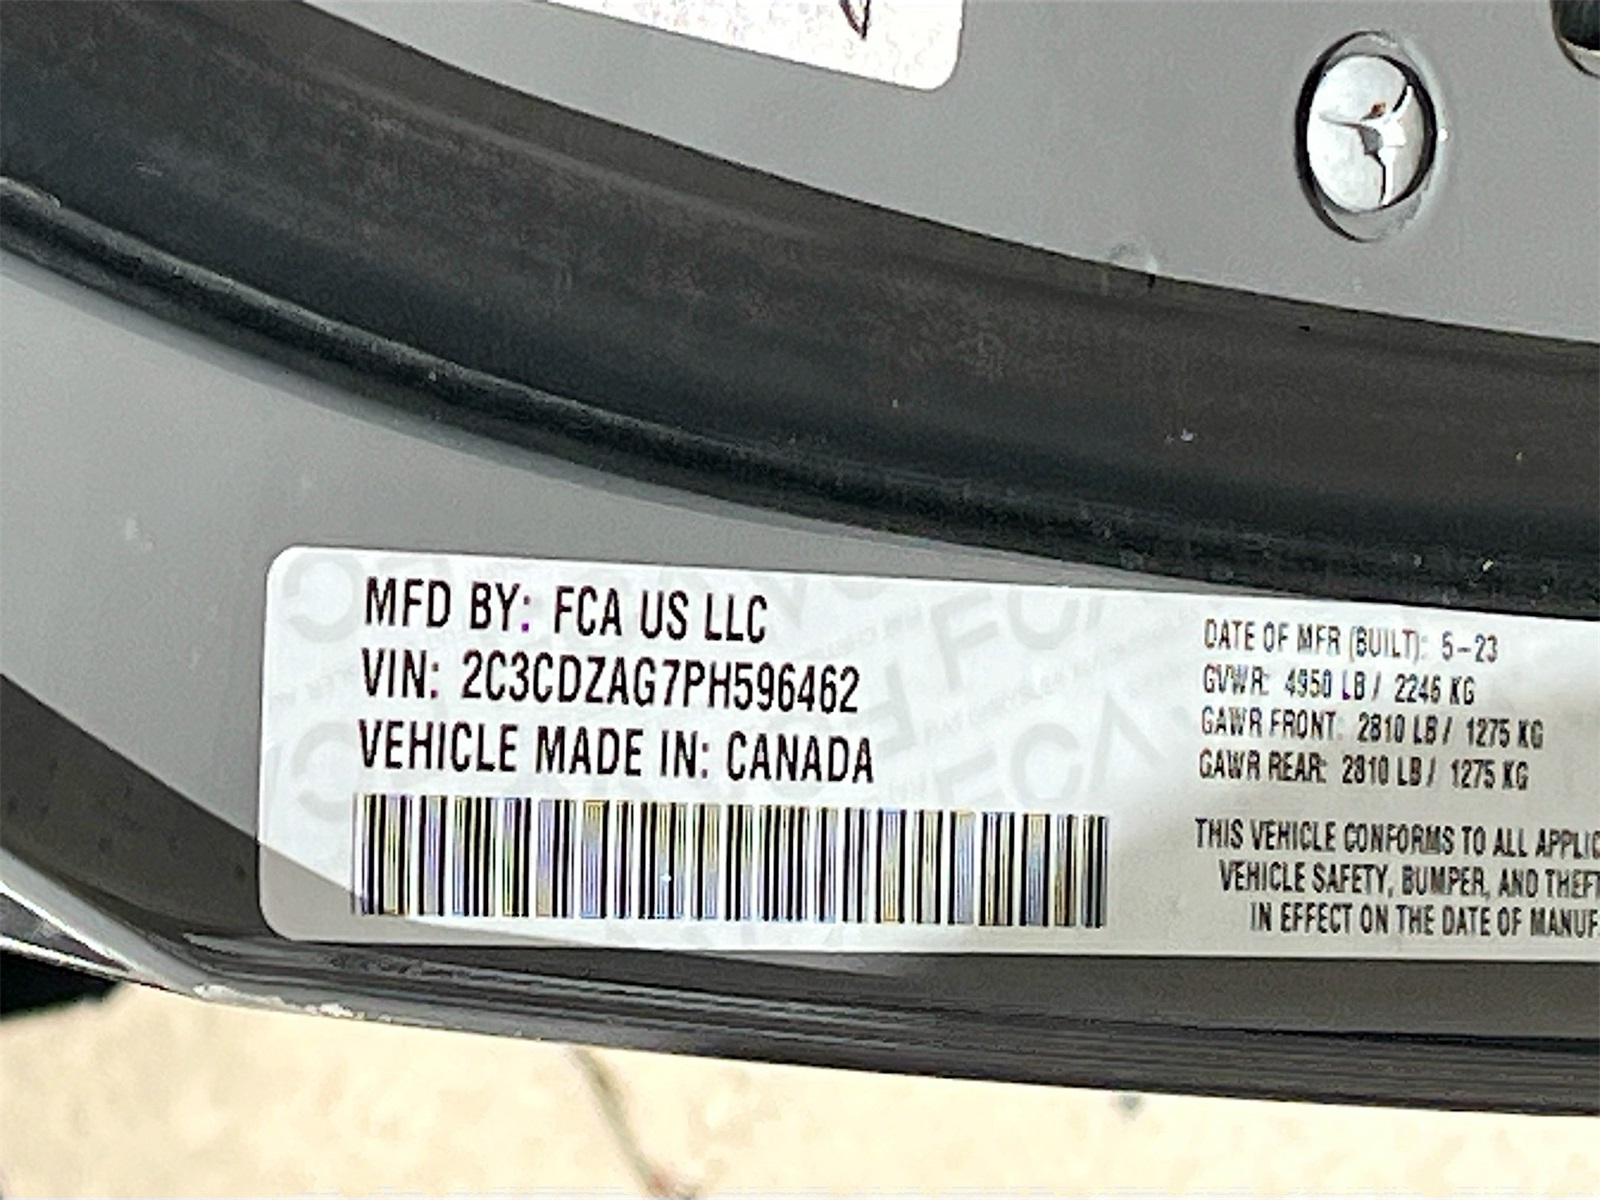 MFD BY: FCA US LLC
VIN: 2C3CDZAG7PH596462
VEHICLE MADE IN: CANADA
DATE OF MFR (BUILT): 5-23
GVWR: 4950 LB / 2246 KG
GAWR FRONT: 2810 LB / 1275 KG
GAWR REAR: 2810 LB / 1275 KG
THIS VEHICLE CONFORMS TO ALL APPLIC
VEHICLE SAFETY, BUMPER, AND THEFT
IN EFFECT ON THE DATE OF MANUF